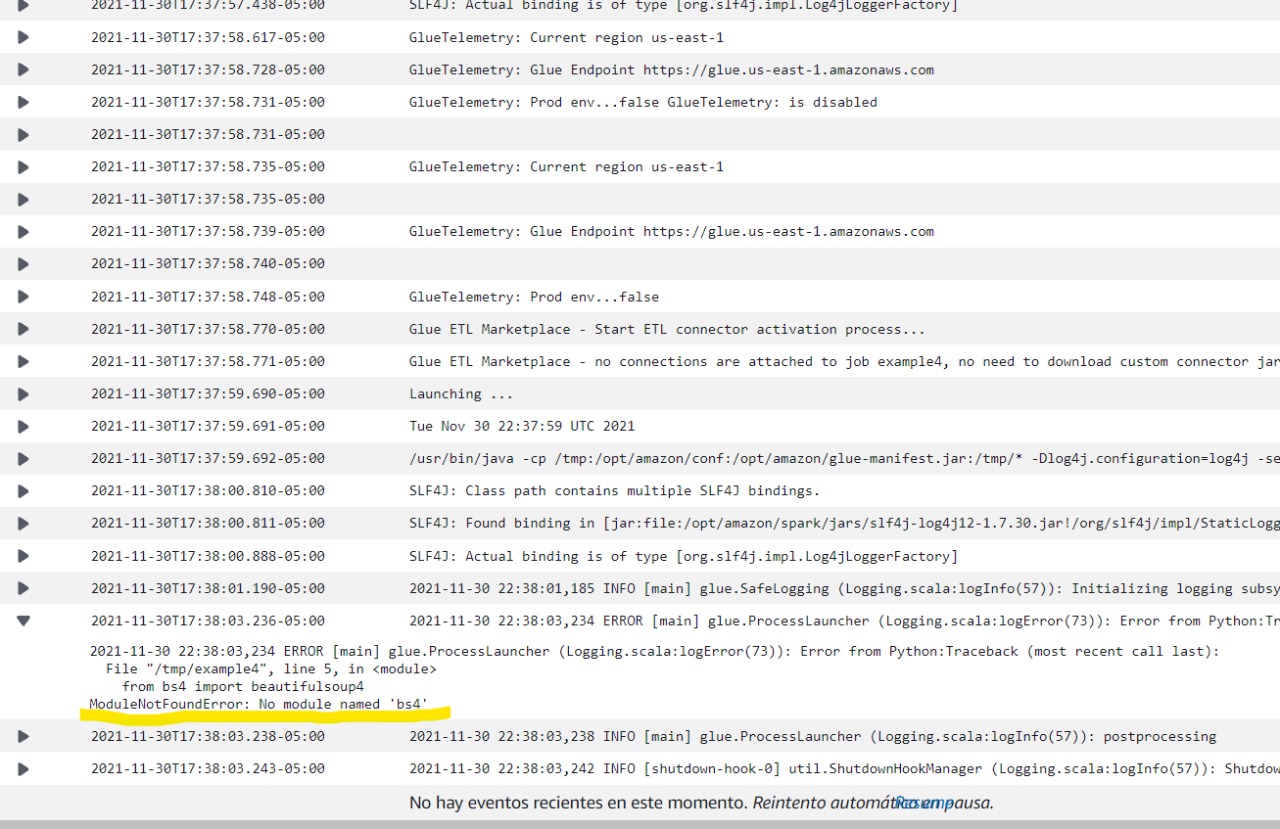 2021-11-30T17:37:57.438-05:00 SLF4J: Actual binding is of type [org.slf4j.impl.Log4jLoggerFactory]
2021-11-30T17:37:58.617-05:00 GlueTelemetry: Current region us-east-1
2021-11-30T17:37:58.728-05:00 GlueTelemetry: Glue Endpoint https://glue.us-east-1.amazonaws.com
2021-11-30T17:37:58.731-05:00 GlueTelemetry: Prod env...false GlueTelemetry: is disabled
2021-11-30T17:37:58.731-05:00
2021-11-30T17:37:58.735-05:00 GlueTelemetry: Current region us-east-1
2021-11-30T17:37:58.735-05:00
2021-11-30T17:37:58.739-05:00 GlueTelemetry: Glue Endpoint https://glue.us-east-1.amazonaws.com
2021-11-30T17:37:58.740-05:00
2021-11-30T17:37:58.748-05:00 GlueTelemetry: Prod env...false
2021-11-30T17:37:58.770-05:00 Glue ETL Marketplace - Start ETL connector activation process...
2021-11-30T17:37:58.771-05:00 Glue ETL Marketplace - no connections are attached to job example4, no need to download custom connector jar
2021-11-30T17:37:59.690-05:00 Launching ...
2021-11-30T17:37:59.691-05:00 Tue Nov 30 22:37:59 UTC 2021
2021-11-30T17:37:59.692-05:00 /usr/bin/java -cp /tmp:/opt/amazon/conf:/opt/amazon/glue-manifest.jar:/tmp/* -Dlog4j.configuration=log4j -se
2021-11-30T17:38:00.810-05:00 SLF4J: Class path contains multiple SLF4J bindings.
2021-11-30T17:38:00.811-05:00 SLF4J: Found binding in [jar:file:/opt/amazon/spark/jars/slf4j-log4j12-1.7.30.jar!/org/slf4j/impl/StaticLogg
2021-11-30T17:38:00.888-05:00 SLF4J: Actual binding is of type [org.slf4j.impl.Log4jLoggerFactory]
2021-11-30T17:38:01.190-05:00 2021-11-30 22:38:01,185 INFO [main] glue.SafeLogging (Logging.scala:logInfo(57)): Initializing logging subsy
2021-11-30T17:38:03.236-05:00 2021-11-30 22:38:03,234 ERROR [main] glue.ProcessLauncher (Logging.scala:logError(73)): Error from Python:Tr
2021-11-30 22:38:03,234 ERROR [main] glue.ProcessLauncher (Logging.scala:logError(73)): Error from Python:Traceback (most recent call last):
File "/tmp/example4", line 5, in <module>
from bs4 import beautifulsoup4
ModuleNotFoundError: No module named 'bs4'
2021-11-30T17:38:03.238-05:00 2021-11-30 22:38:03,238 INFO [main] glue.ProcessLauncher (Logging.scala:logInfo(57)): postprocessing
2021-11-30T17:38:03.243-05:00 2021-11-30 22:38:03,242 INFO [shutdown-hook-0] util.ShutdownHookManager (Logging.scala:logInfo(57)): Shutdow
No hay eventos recientes en este momento. Reintento automático en pausa. Resume